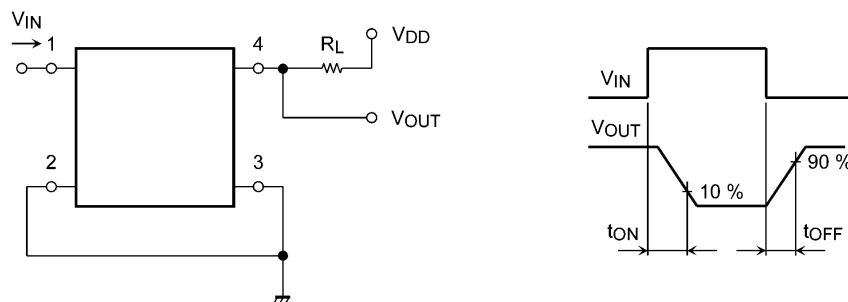 VIN
1
4
RL
VDD
VOUT
2
3
VIN
VOUT
10 %
90 %
tON
tOFF